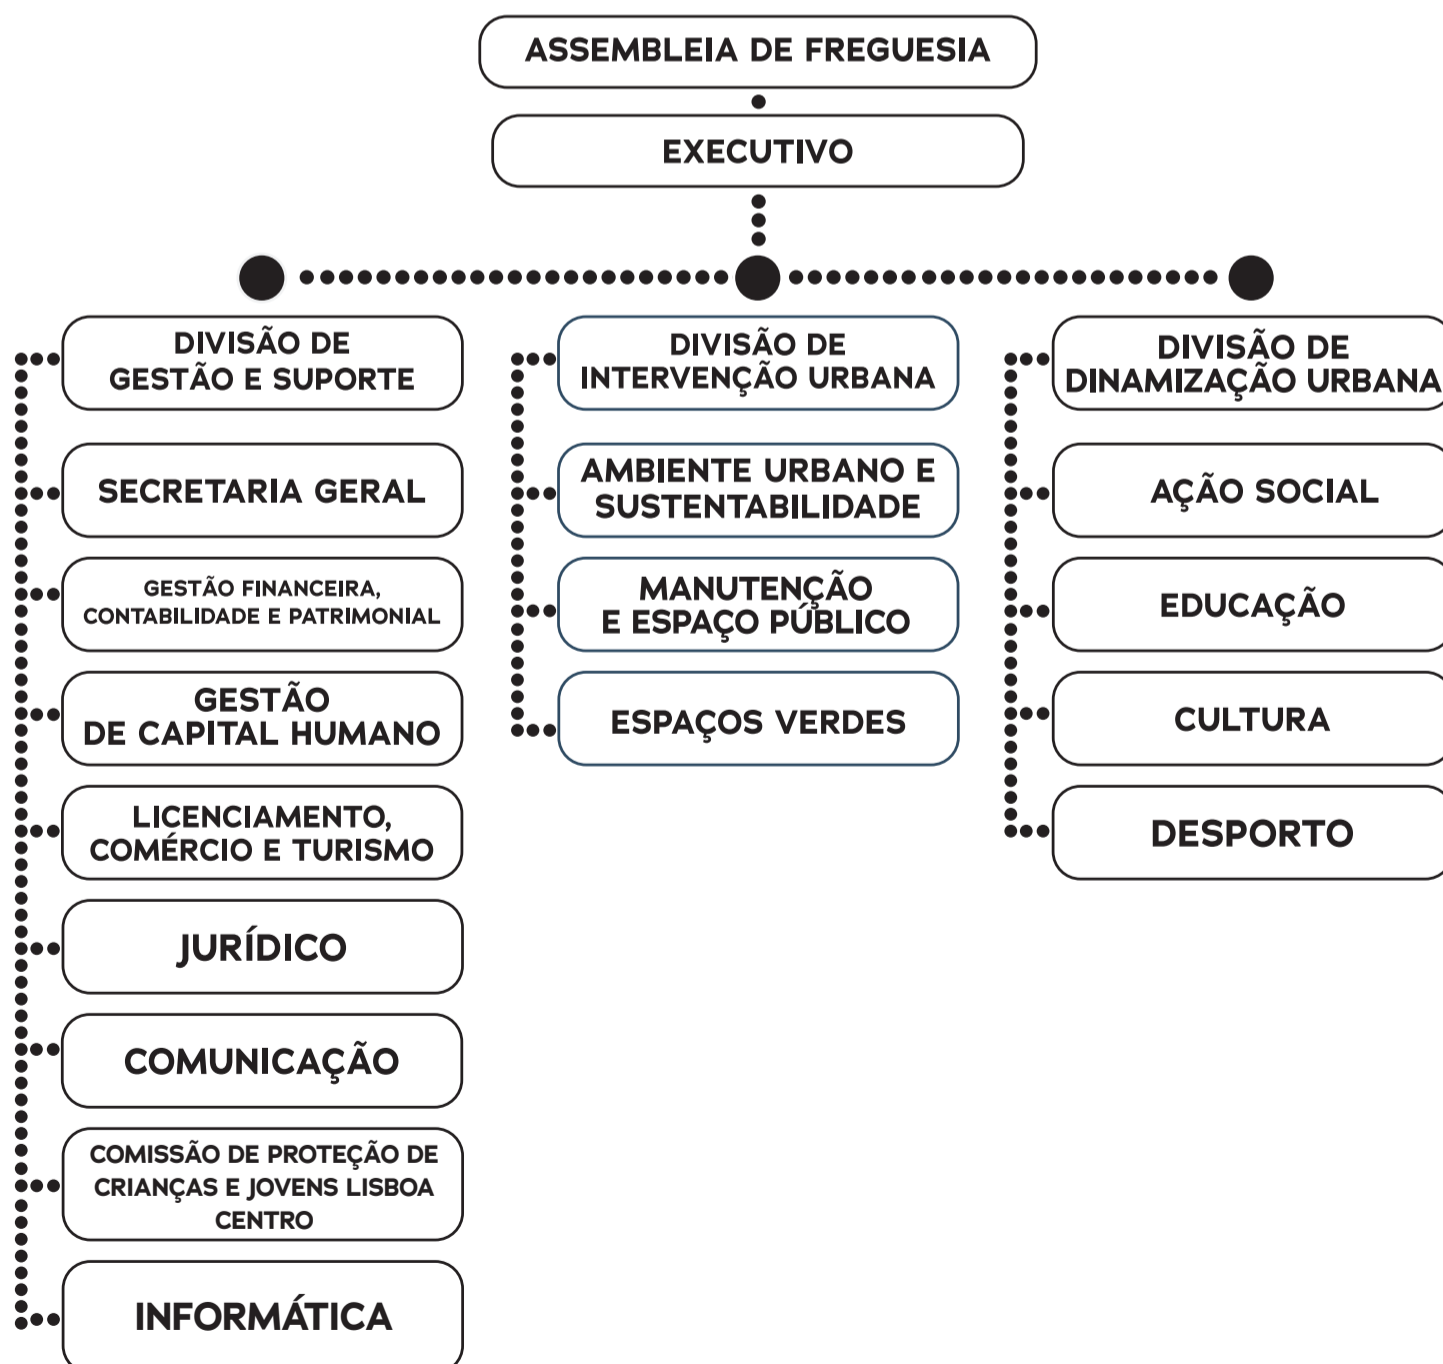 ASSEMBLEIA DE FREGUESIA
EXECUTIVO
DIVISÃO DE
GESTÃO E SUPORTE
SECRETARIA GERAL
GESTÃO FINANCEIRA,
CONTABILIDADE E PATRIMONIAL
GESTÃO
DE CAPITAL HUMANO
LICENCIAMENTO,
COMÉRCIO E TURISMO
JURÍDICO
COMUNICAÇÃO
COMISSÃO DE PROTEÇÃO DE
CRIANÇAS E JOVENS LISBOA
CENTRO
INFORMÁTICA
DIVISÃO DE
INTERVENÇÃO URBANA
AMBIENTE URBANO E
SUSTENTABILIDADE
MANUTENÇÃO
E ESPAÇO PÚBLICO
ESPAÇOS VERDES
DIVISÃO DE
DINAMIZAÇÃO URBANA
AÇÃO SOCIAL
EDUCAÇÃO
CULTURA
DESPORTO